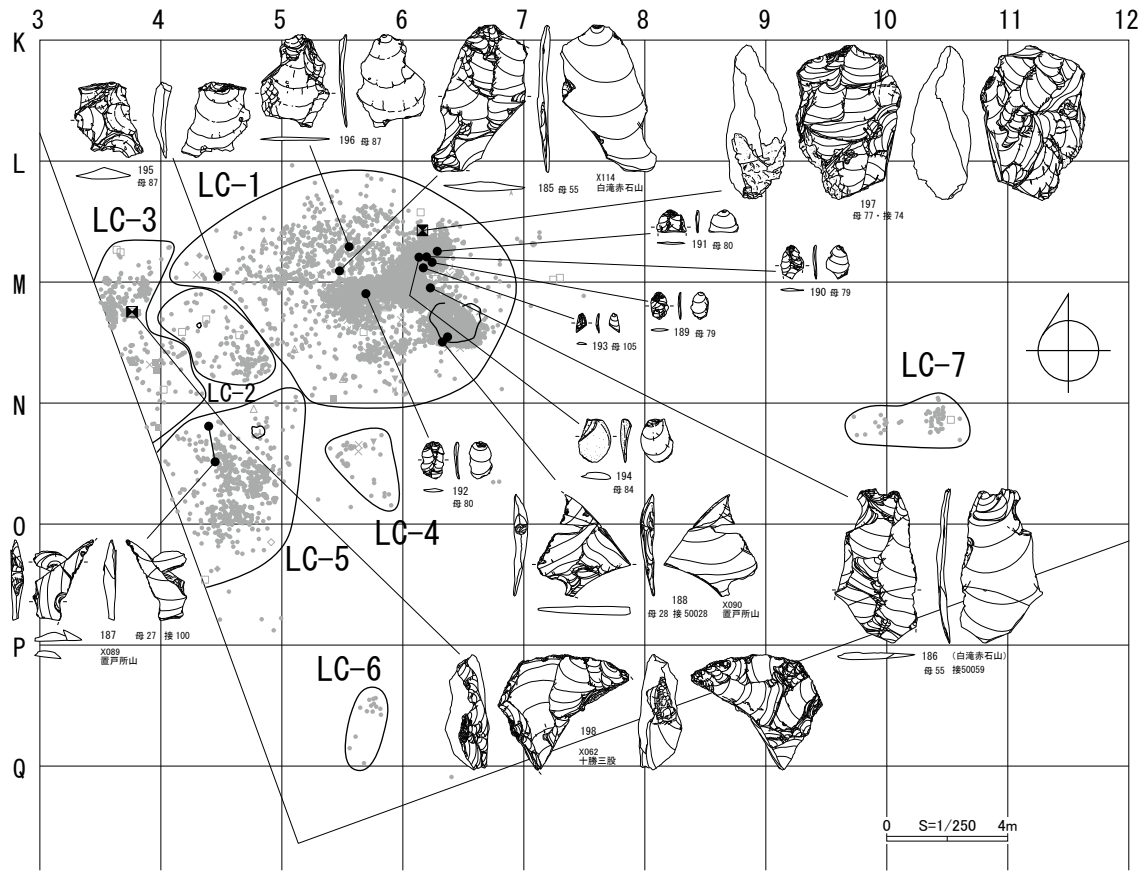 3 4 5 6 7 8 9 10 11 12
K
L
M
N
O
P
Q
195
母 87
196 母 87
185 母 55
X114
白滝赤石山
197
母 77・接 74
LC-1
LC-3
191 母 80
190 母 79
189 母 79
193 母 105
LC-2
LC-7
194
母 84
192
母 80
LC-4
LC-5
188
母 28 接 50028
X090
置戸所山
187 母 27 接 100
X089
置戸所山
186 (白滝赤石山)
母 55 接50059
LC-6
198
X062
十勝三股
0 S=1/250 4m